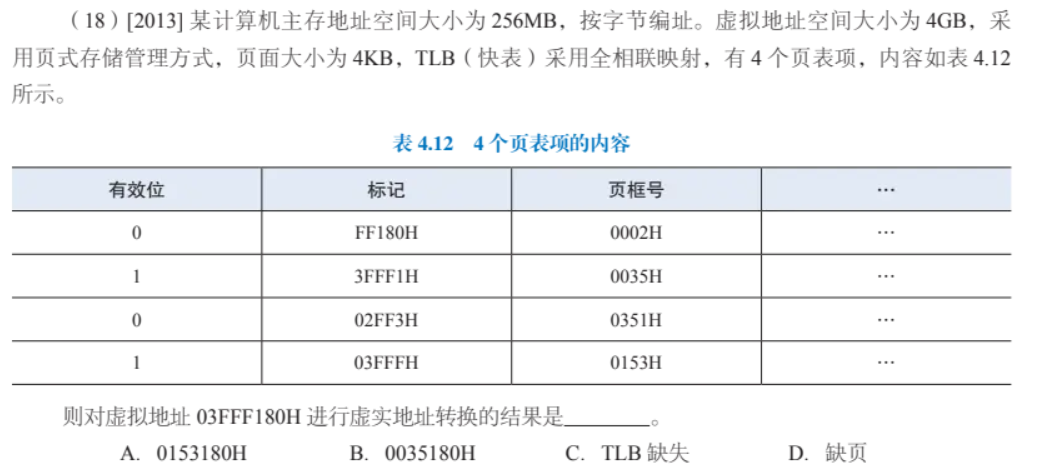 （18）[2013] 某计算机主存地址空间大小为 256MB，按字节编址。虚拟地址空间大小为 4GB，采
用页式存储管理方式，页面大小为 4KB，TLB（快表）采用全相联映射，有 4 个页表项，内容如表 4.12
所示。
表 4.12 4 个页表项的内容
有效位 标记 页框号 …
0 FF180H 0002H …
1 3FFF1H 0035H …
0 02FF3H 0351H …
1 03FFFH 0153H …
则对虚拟地址 03FFF180H 进行虚实地址转换的结果是________。
A. 0153180H B. 0035180H C. TLB 缺失 D. 缺页